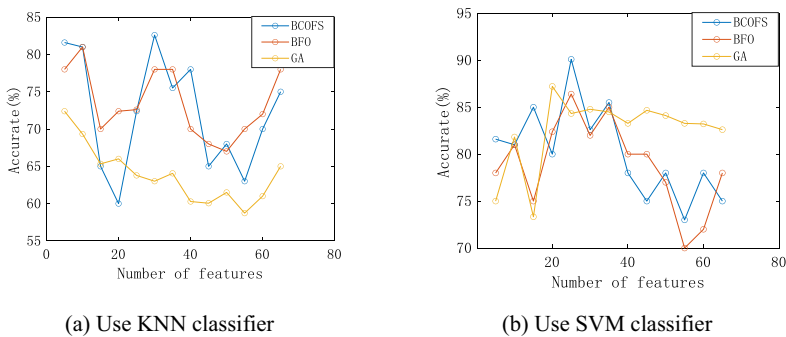 85
80
75
70
65
60
55
0
20
40
60
80
Accurate(%)
Number of features
BCOFS
BFO
GA
(a) Use KNN classifier
95
90
85
80
75
70
20
40
60
80
Accurate(%)
Number of features
BCOFS
BFO
GA
(b) Use SVM classifier